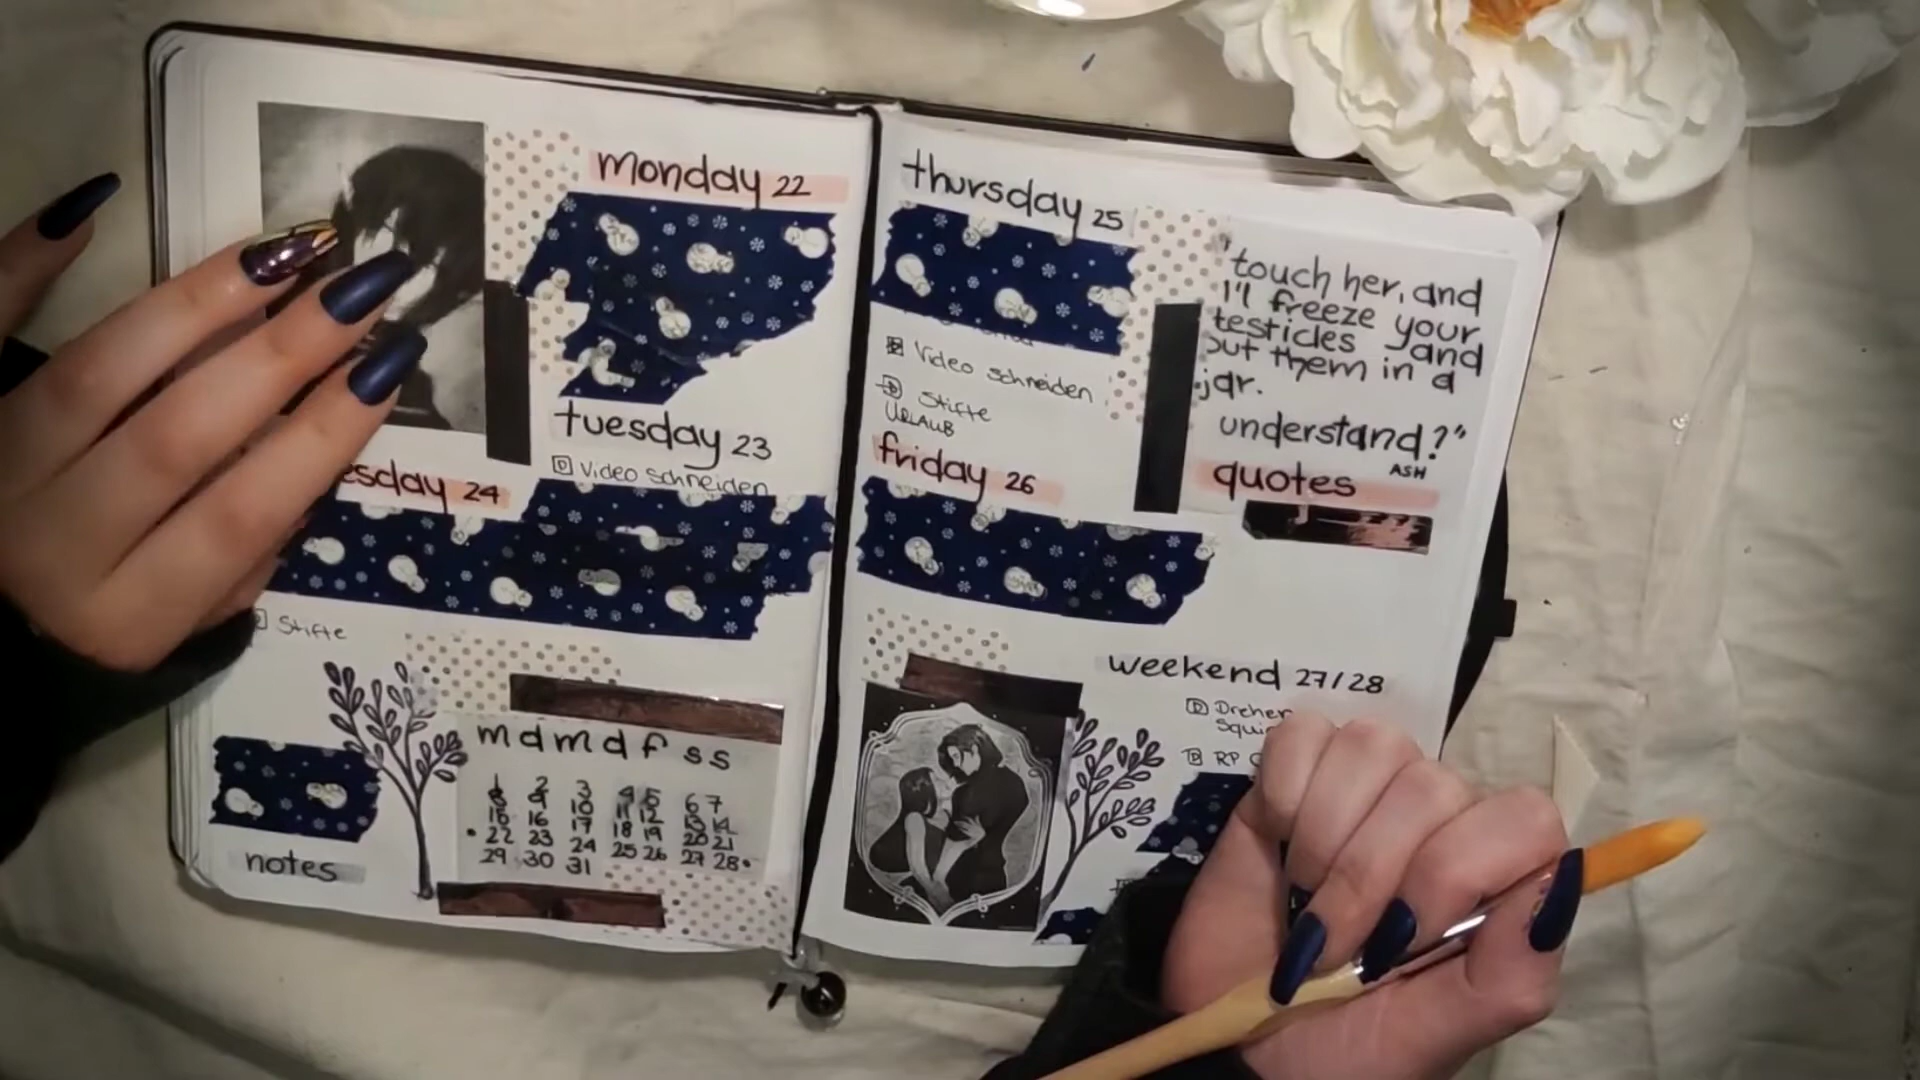 monday 22
tuesday 23
Video schneiden
esday 24
Stifte
m d m d f s s
1 2 3 4 5 6 7
8 9 10 11 12 13 14
15 16 17 18 19 20 21
22 23 24 25 26 27 28
29 30 31
notes
thursday 25
Video schneiden
Stifte
URLAUB
friday 26
"touch her, and
I'l freeze your
testicles and
put them in a
jar.
understand?"
ASH
quotes
weekend 27/28
Dreher
Squi
RP